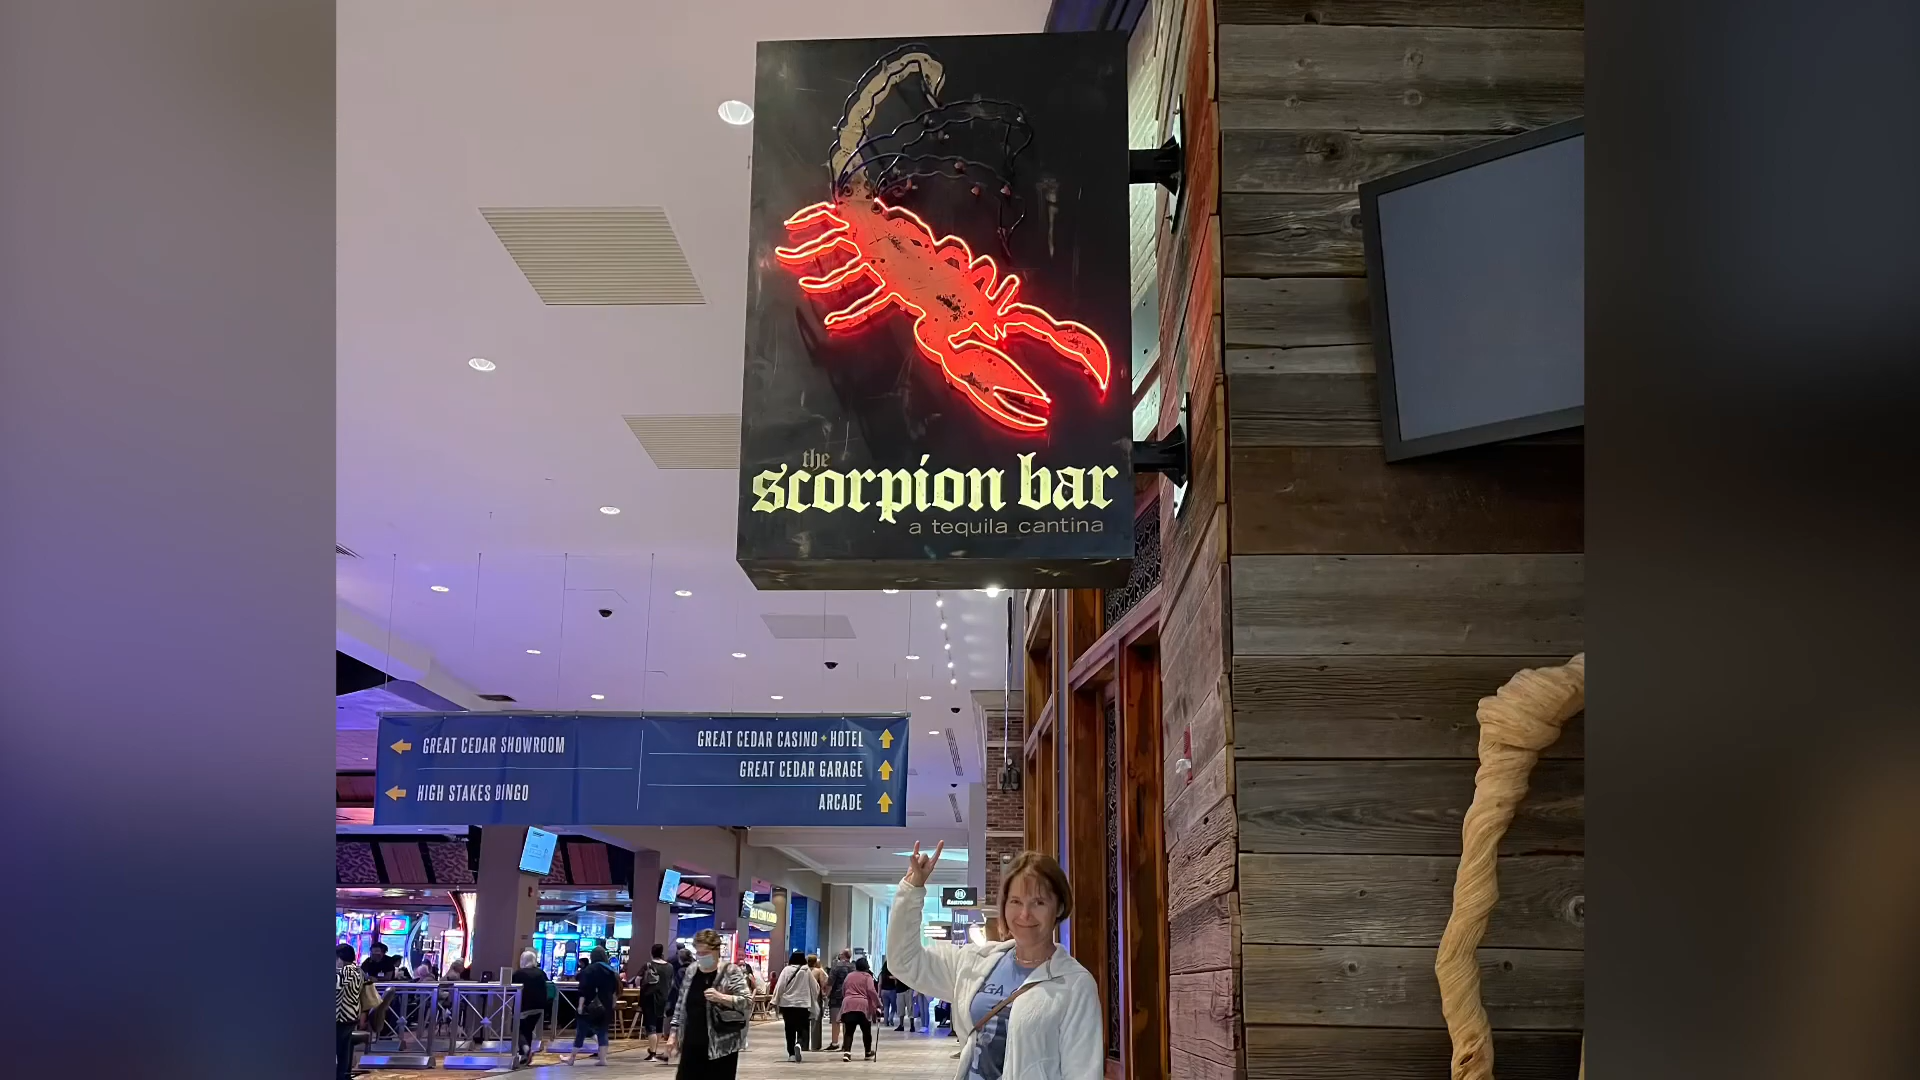 the
scorpion bar
a tequila cantina
GREAT CEDAR SHOWROOM
HIGH STAKES BINGO
GREAT CEDAR CASINO + HOTEL
GREAT CEDAR GARAGE
ARCADE